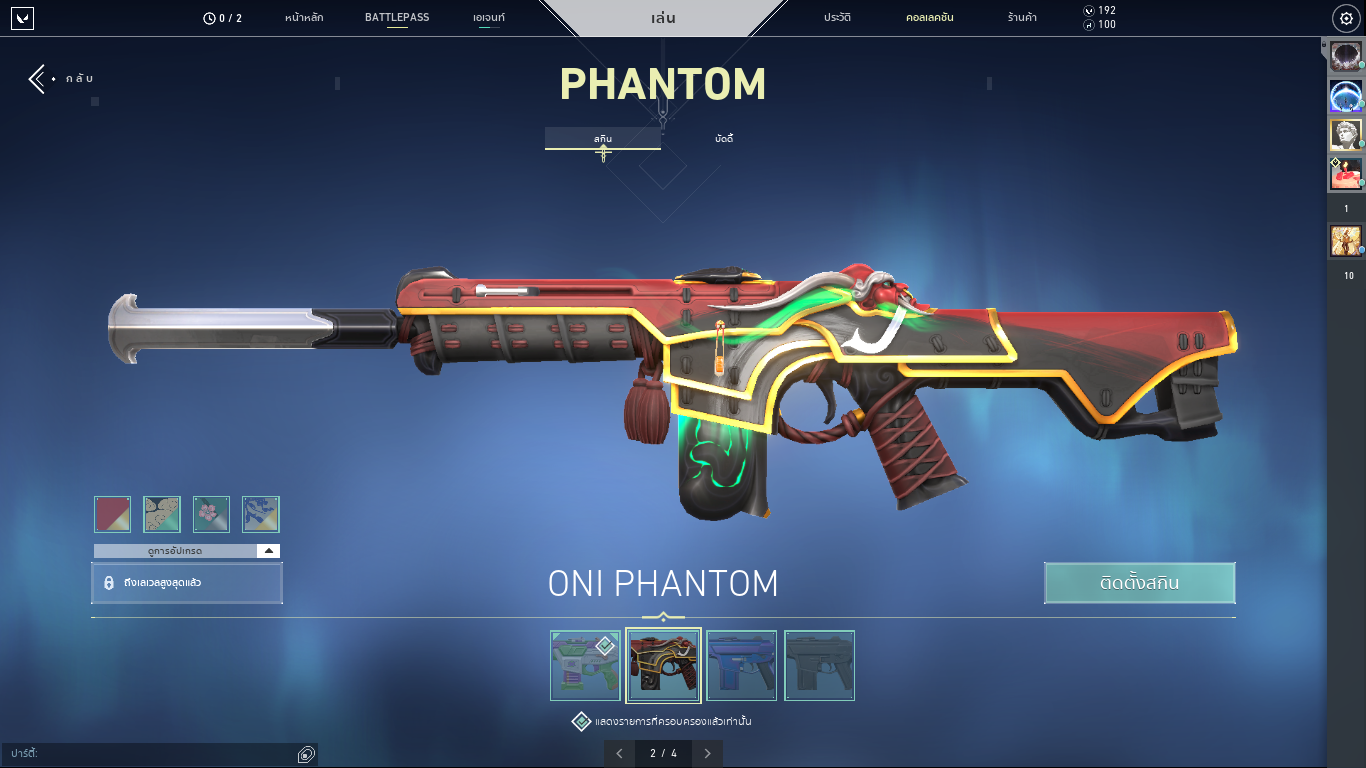 0 / 2
หน้าหลัก
BATTLEPASS
เอเจนท์
เล่น
ประวัติ
คอลเลคชัน
ร้านค้า
192
100
กลับ
PHANTOM
สกิน
บัดดี้
1
10
ดูการอัปเกรด
ถึงเลเวลสูงสุดแล้ว
ONI PHANTOM
ติดตั้งสกิน
แสดงรายการที่ครอบครองแล้วเท่านั้น
ปาร์ตี้:
2 / 4